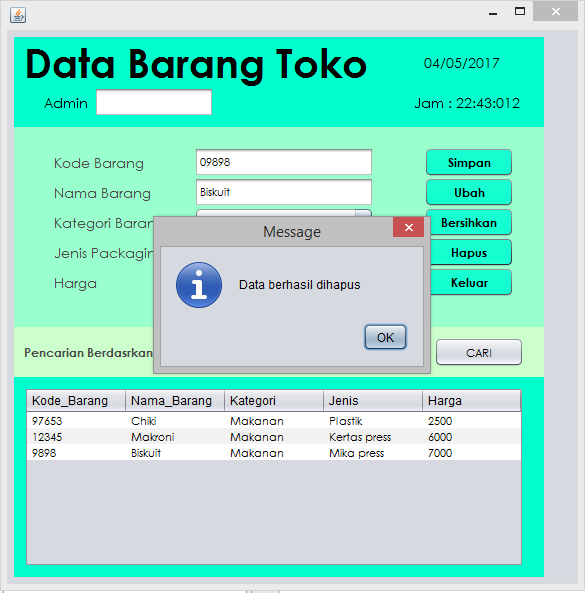 Data Barang Toko
04/05/2017
Admin
Jam : 22:43:012
Kode Barang 09898 Simpan
Nama Barang Biskuit Ubah
Kategori Baran Bersihkan
Jenis Packagin Hapus
Harga Keluar
Message
Data berhasil dihapus
OK
Pencarian Berdasrkan CARI
Kode_Barang Nama_Barang Kategori Jenis Harga
97653 Chiki Makanan Plastik 2500
12345 Makroni Makanan Kertas press 6000
9898 Biskuit Makanan Mika press 7000